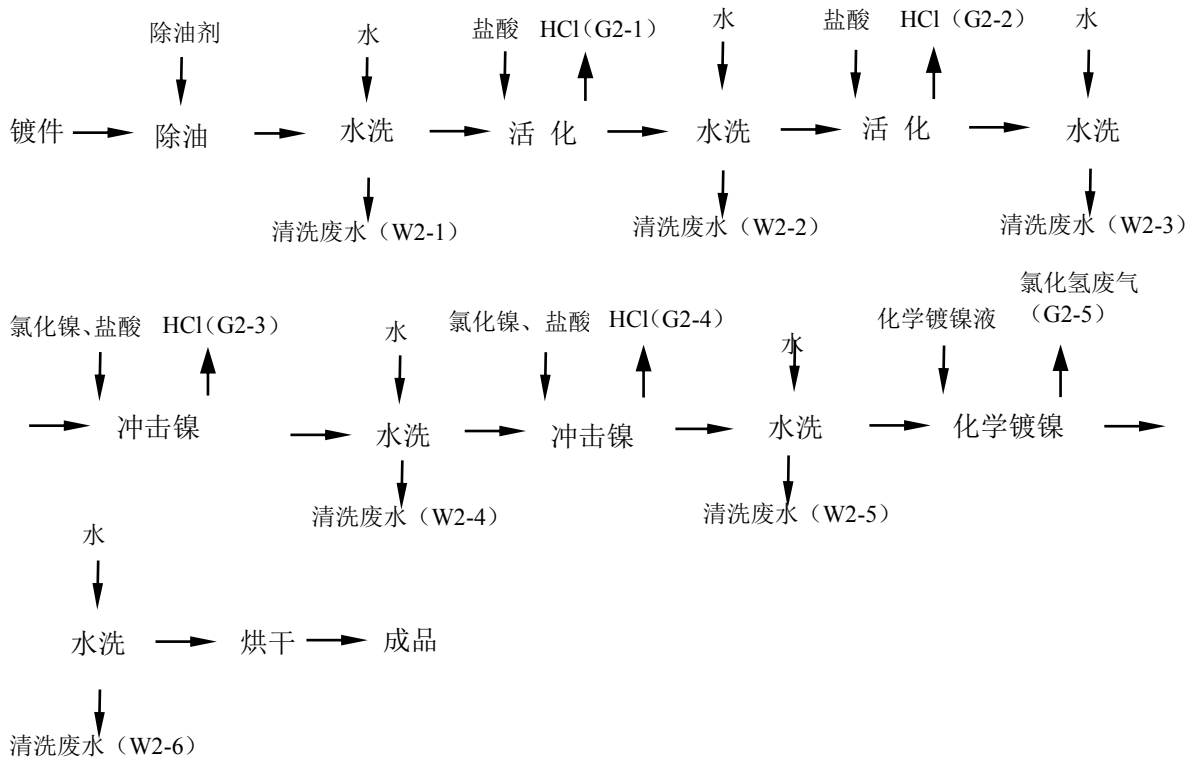 除油剂 水 盐酸 HCl(G2-1) 水 盐酸 HCl(G2-2) 水
镀件 除油 水洗 活 化 水洗 活 化 水洗
清洗废水(W2-1) 清洗废水(W2-2) 清洗废水(W2-3)
氯化镍、盐酸 HCl(G2-3) 水 氯化镍、盐酸 HCl(G2-4) 水 化学镀镍液 氯化氢废气
(G2-5)
冲击镍 水洗 冲击镍 水洗 化学镀镍
清洗废水(W2-4) 清洗废水(W2-5)
水
水洗 烘干 成品
清洗废水(W2-6)